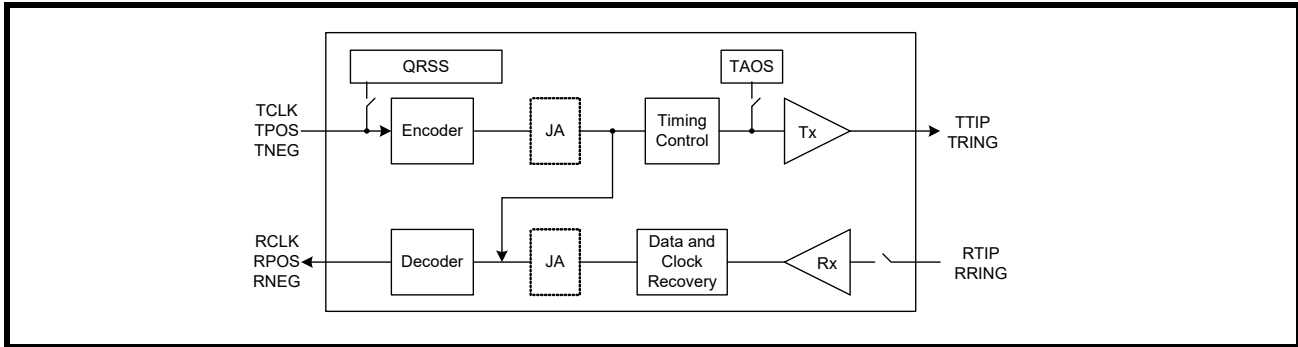 QRSS
TAOS
TCLK
TPOS
TNEG
Encoder
JA
Timing
Control
Tx
TTIP
TRING
RCLK
RPOS
RNEG
Decoder
JA
Data and
Clock
Recovery
Rx
RTIP
RRING